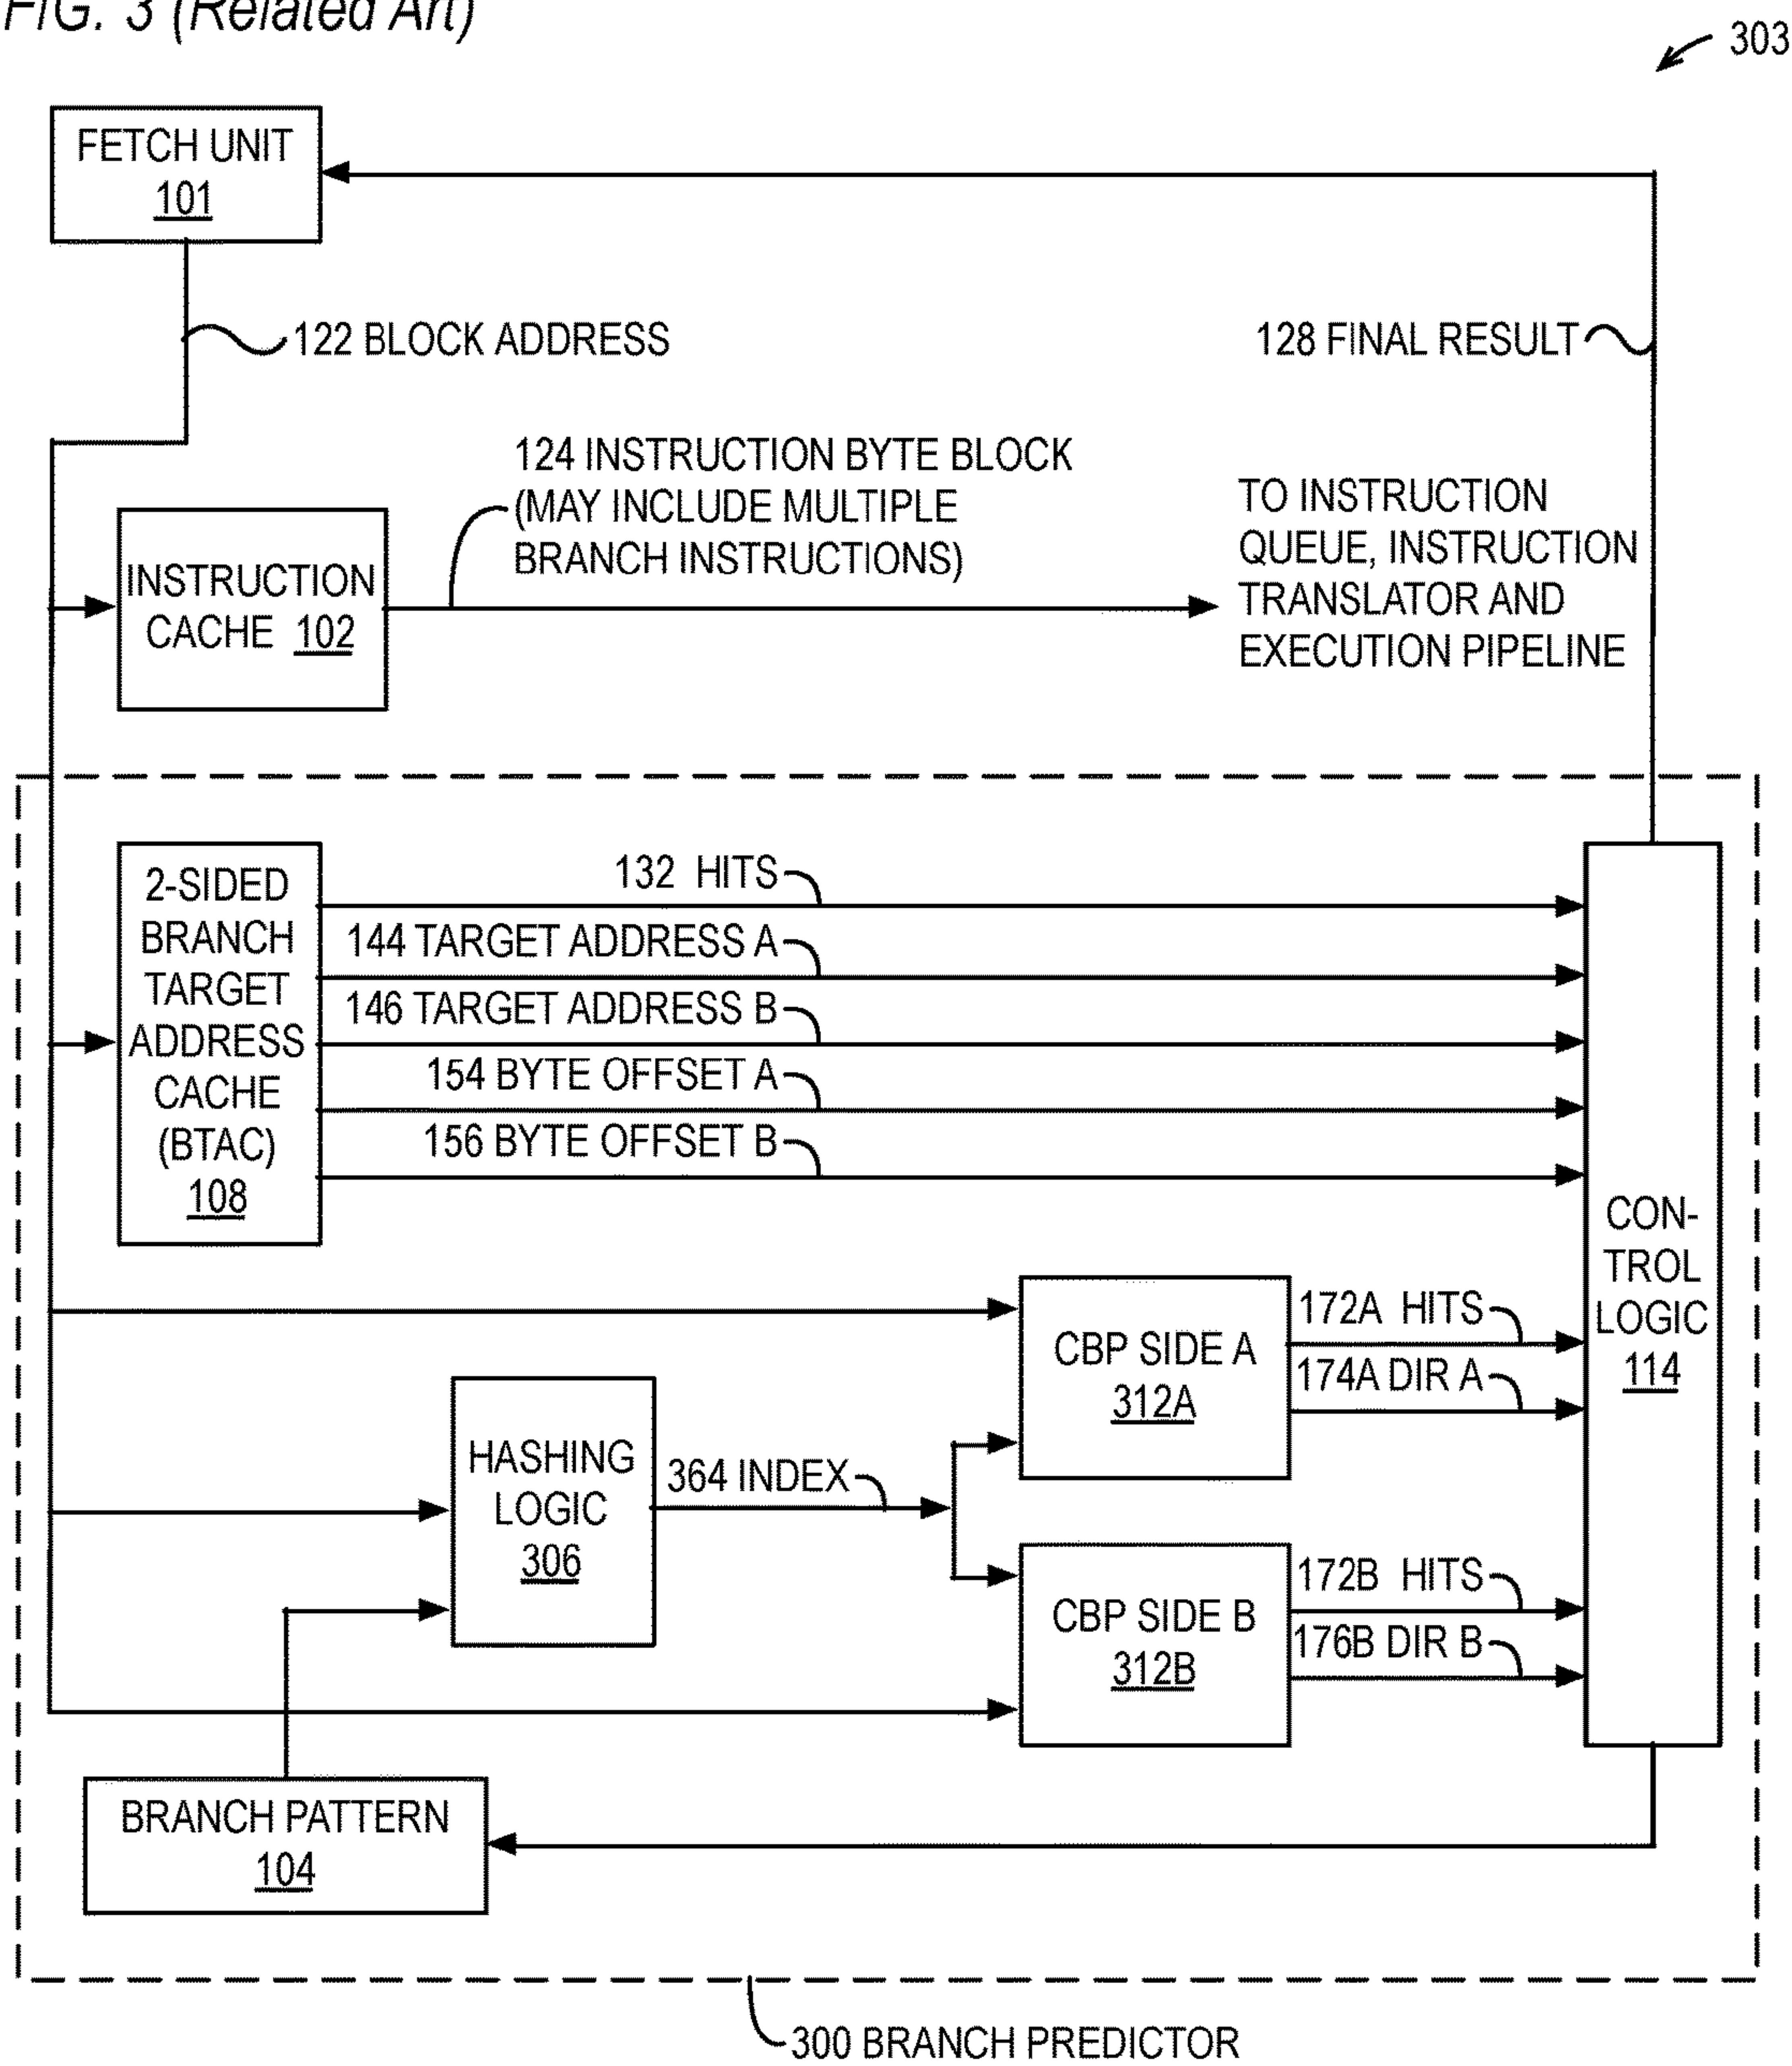 FIG. 3 (Related Art)
303
FETCH UNIT
101
122 BLOCK ADDRESS
128 FINAL RESULT
124 INSTRUCTION BYTE BLOCK
(MAY INCLUDE MULTIPLE
BRANCH INSTRUCTIONS)
TO INSTRUCTION
QUEUE, INSTRUCTION
TRANSLATOR AND
EXECUTION PIPELINE
INSTRUCTION
CACHE 102
2-SIDED
BRANCH
TARGET
ADDRESS
CACHE
(BTAC)
108
132 HITS
144 TARGET ADDRESS A
146 TARGET ADDRESS B
154 BYTE OFFSET A
156 BYTE OFFSET B
CON-
TROL
LOGIC
114
CBP SIDE A
312A
172A HITS
174A DIR A
HASHING
LOGIC
306
364 INDEX
CBP SIDE B
312B
172B HITS
176B DIR B
BRANCH PATTERN
104
300 BRANCH PREDICTOR